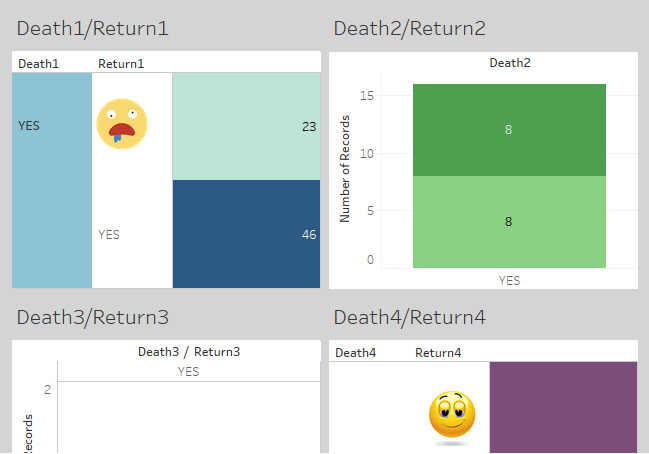 Death1/Return1
Death1 Return1
YES
23
YES
46
Death2/Return2
Death2
Number of Records
15
10
5
0
8
8
YES
Death3/Return3
Death3 / Return3
YES
2
Death4/Return4
Death4 Return4